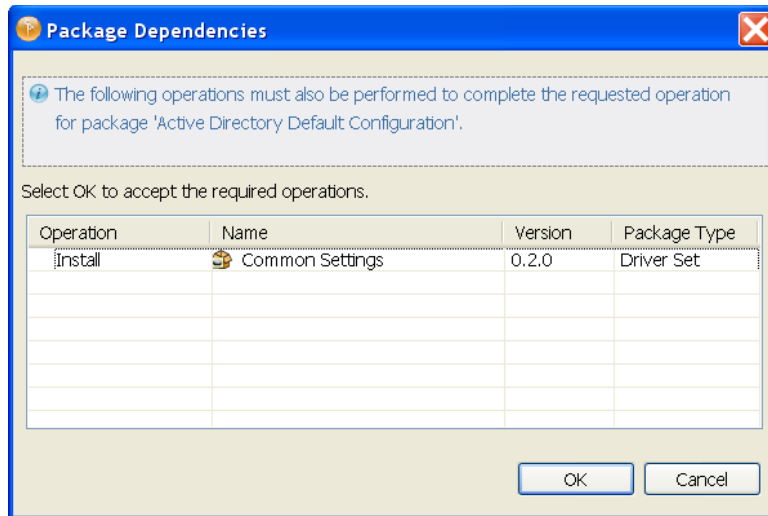 Package Dependencies
The following operations must also be performed to complete the requested operation
for package 'Active Directory Default Configuration'.
Select OK to accept the required operations.
Operation Name Version Package Type
Install Common Settings 0.2.0 Driver Set
OK Cancel